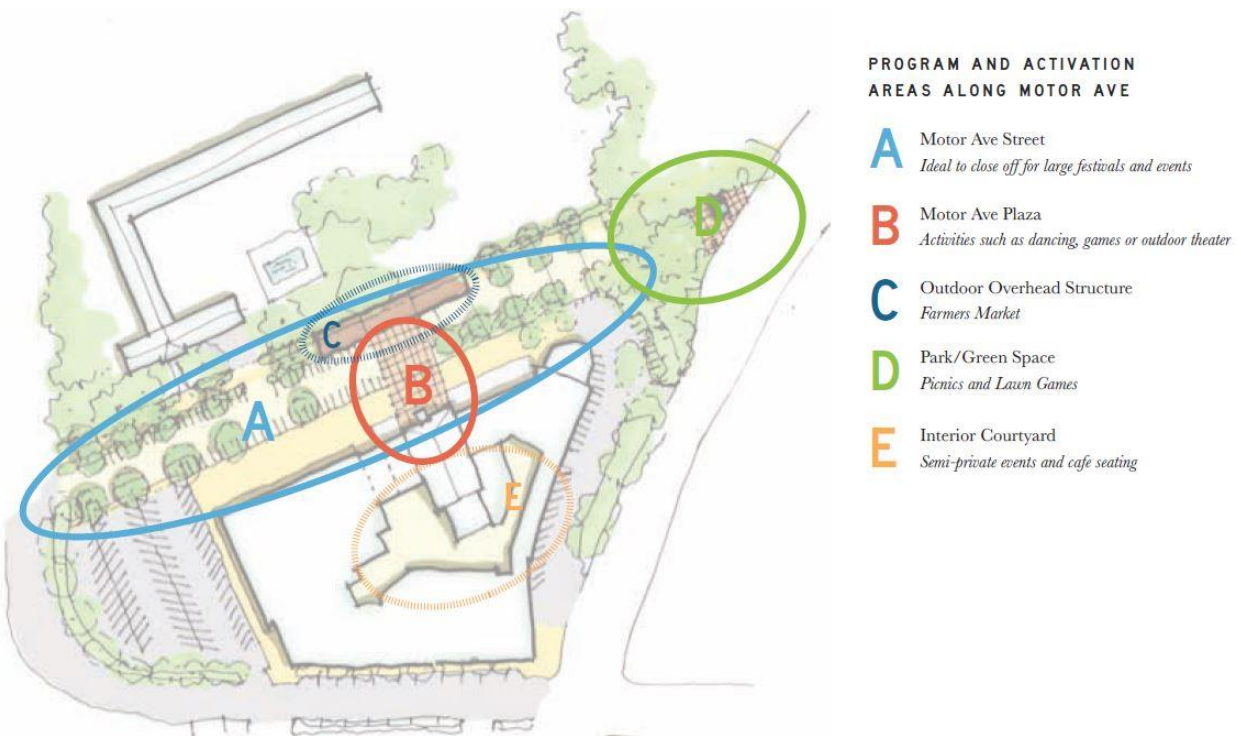 PROGRAM AND ACTIVATION
AREAS ALONG MOTOR AVE
A
Motor Ave Street
Ideal to close off for large festivals and events
B
Motor Ave Plaza
Activities such as dancing, games or outdoor theater
C
Outdoor Overhead Structure
Farmers Market
D
Park/Green Space
Picnics and Lawn Games
E
Interior Courtyard
Semi-private events and cafe seating
D
C
B
A
E